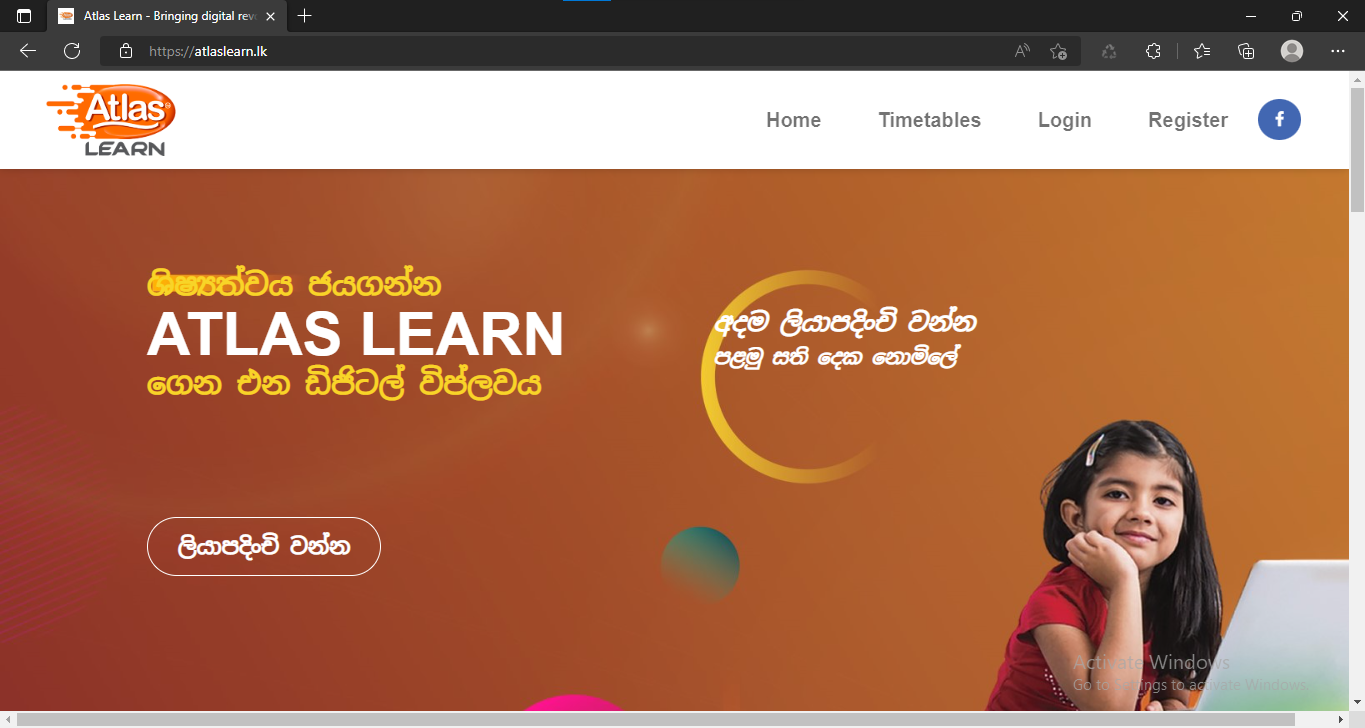 Atlas Learn - Bringing digital rev
https://atlaslearn.lk
Atlas
LEARN
Home
Timetables
Login
Register
f
ශිෂ්‍යත්වය ජයගන්න
ATLAS LEARN
ගෙන එන ඩිජිටල් විප්ලවය
අදම ලියාපදිංචි වන්න
පළමු සති දෙක නොමිලේ
ලියාපදිංචි වන්න
Activate Windows
Go to Settings to activate Windows.